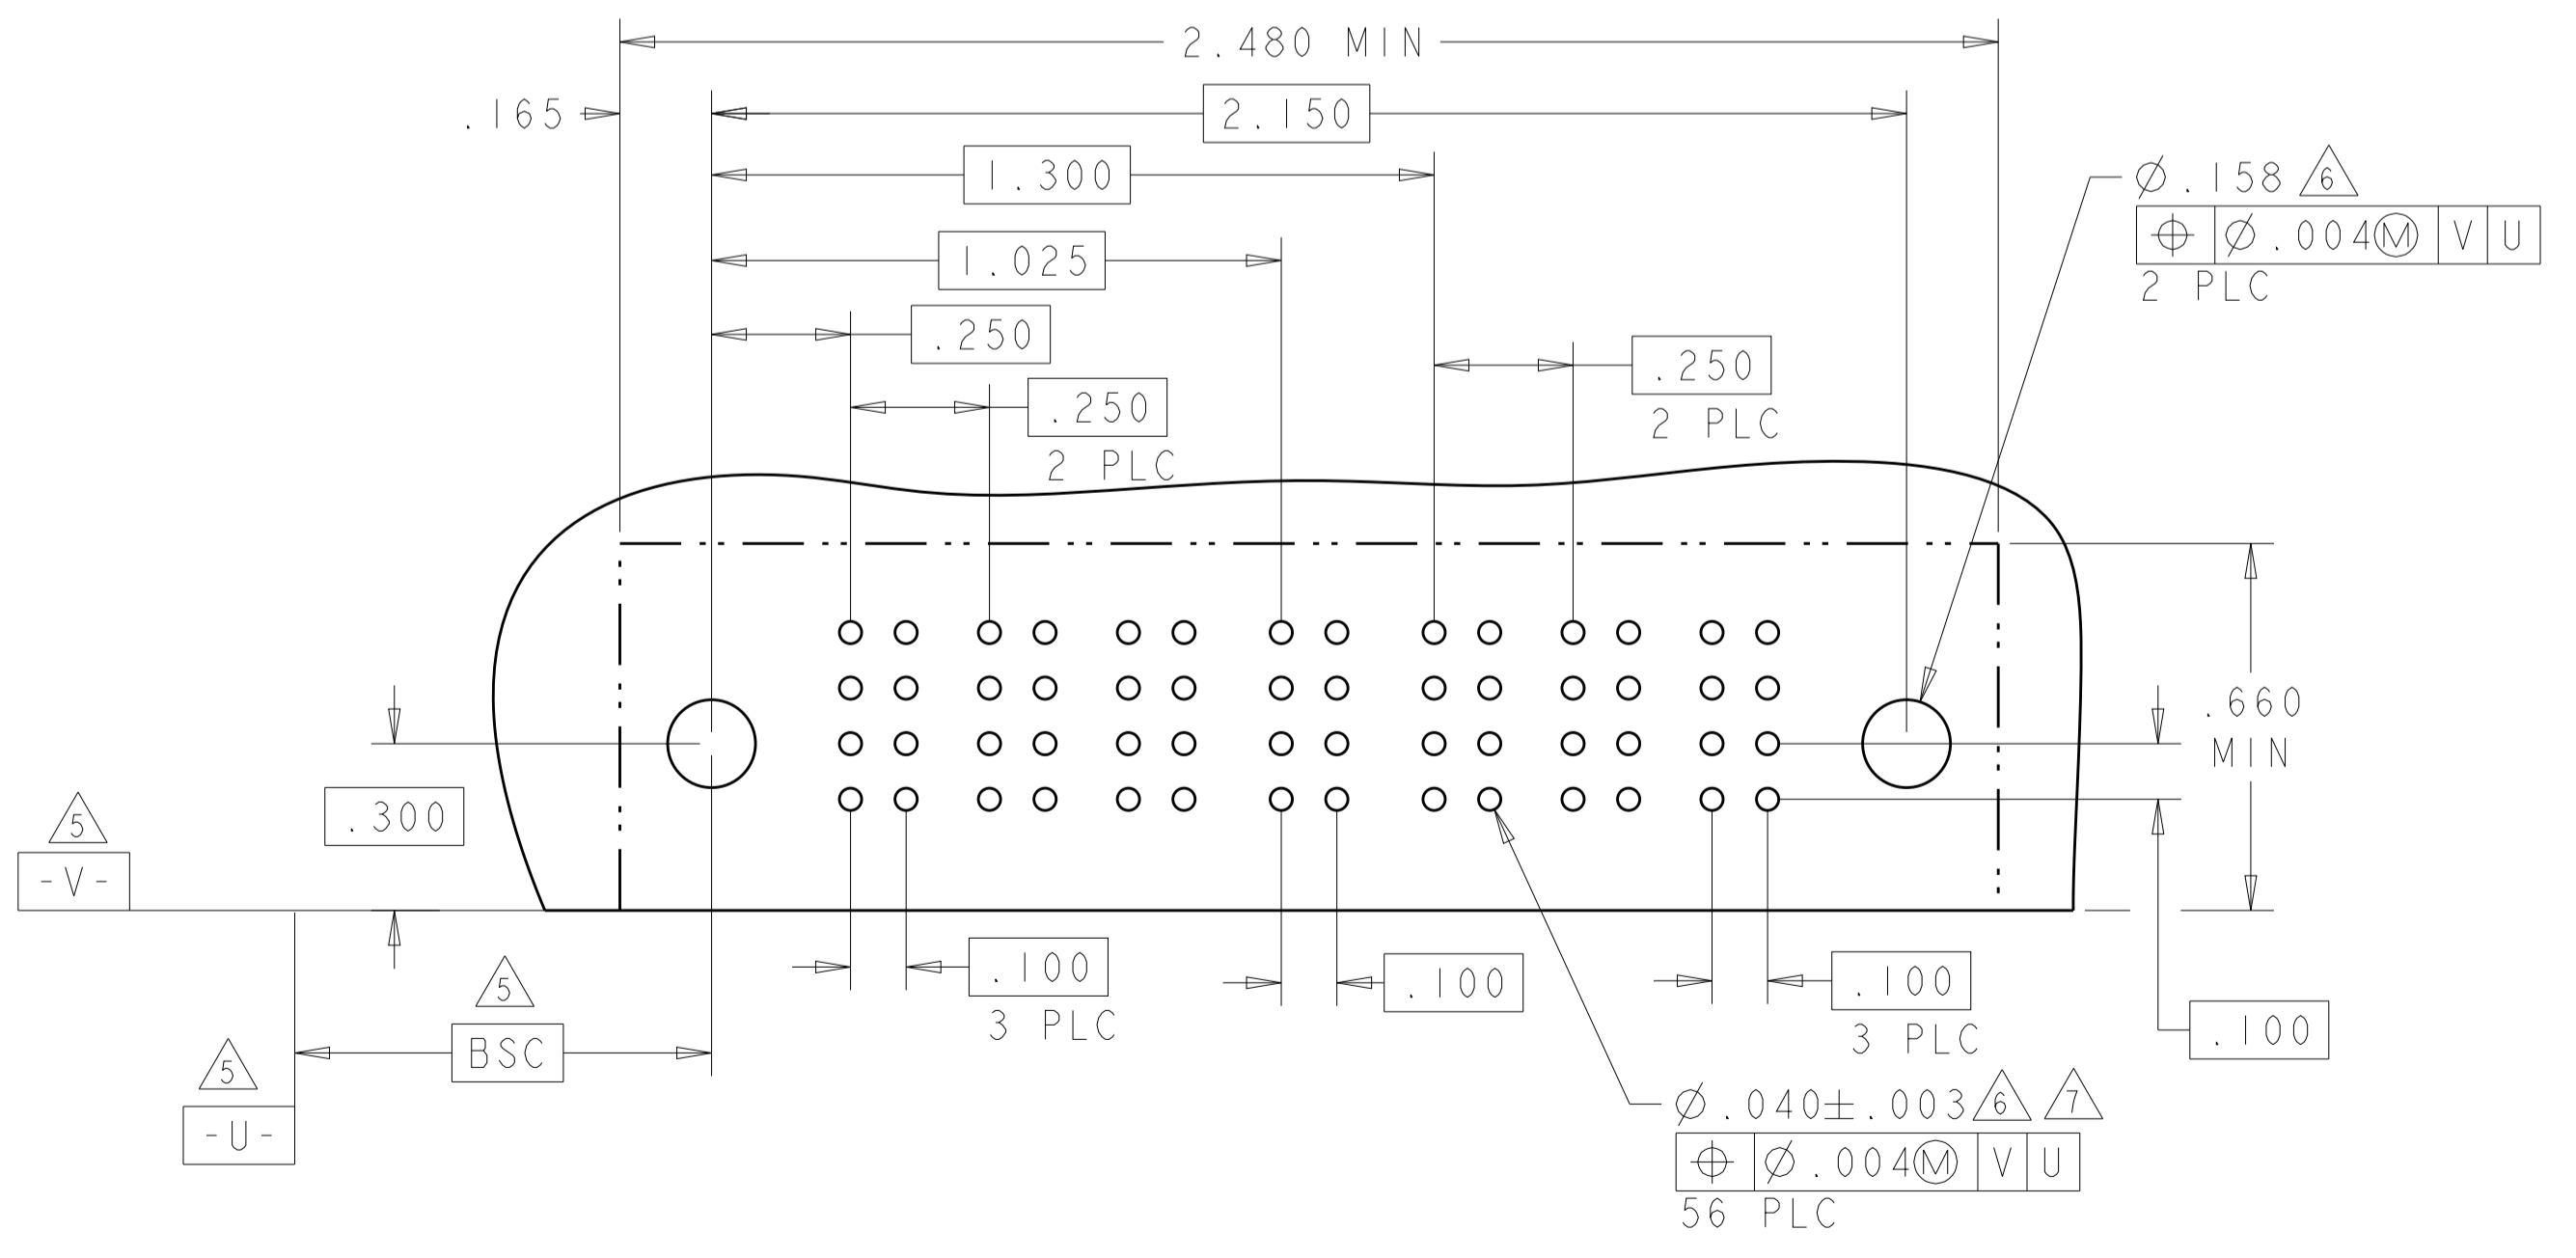 2.480 MIN
.165
2.150
1.300
Ø.158 6
⌖ Ø.004Ⓜ V U
2 PLC
1.025
.250
.250
2 PLC
.250
2 PLC
.660
MIN
.300
5
-V-
.100
3 PLC
.100
.100
3 PLC
.100
5
BSC
5
-U-
Ø.040±.003 6 7
⌖ Ø.004Ⓜ V U
56 PLC